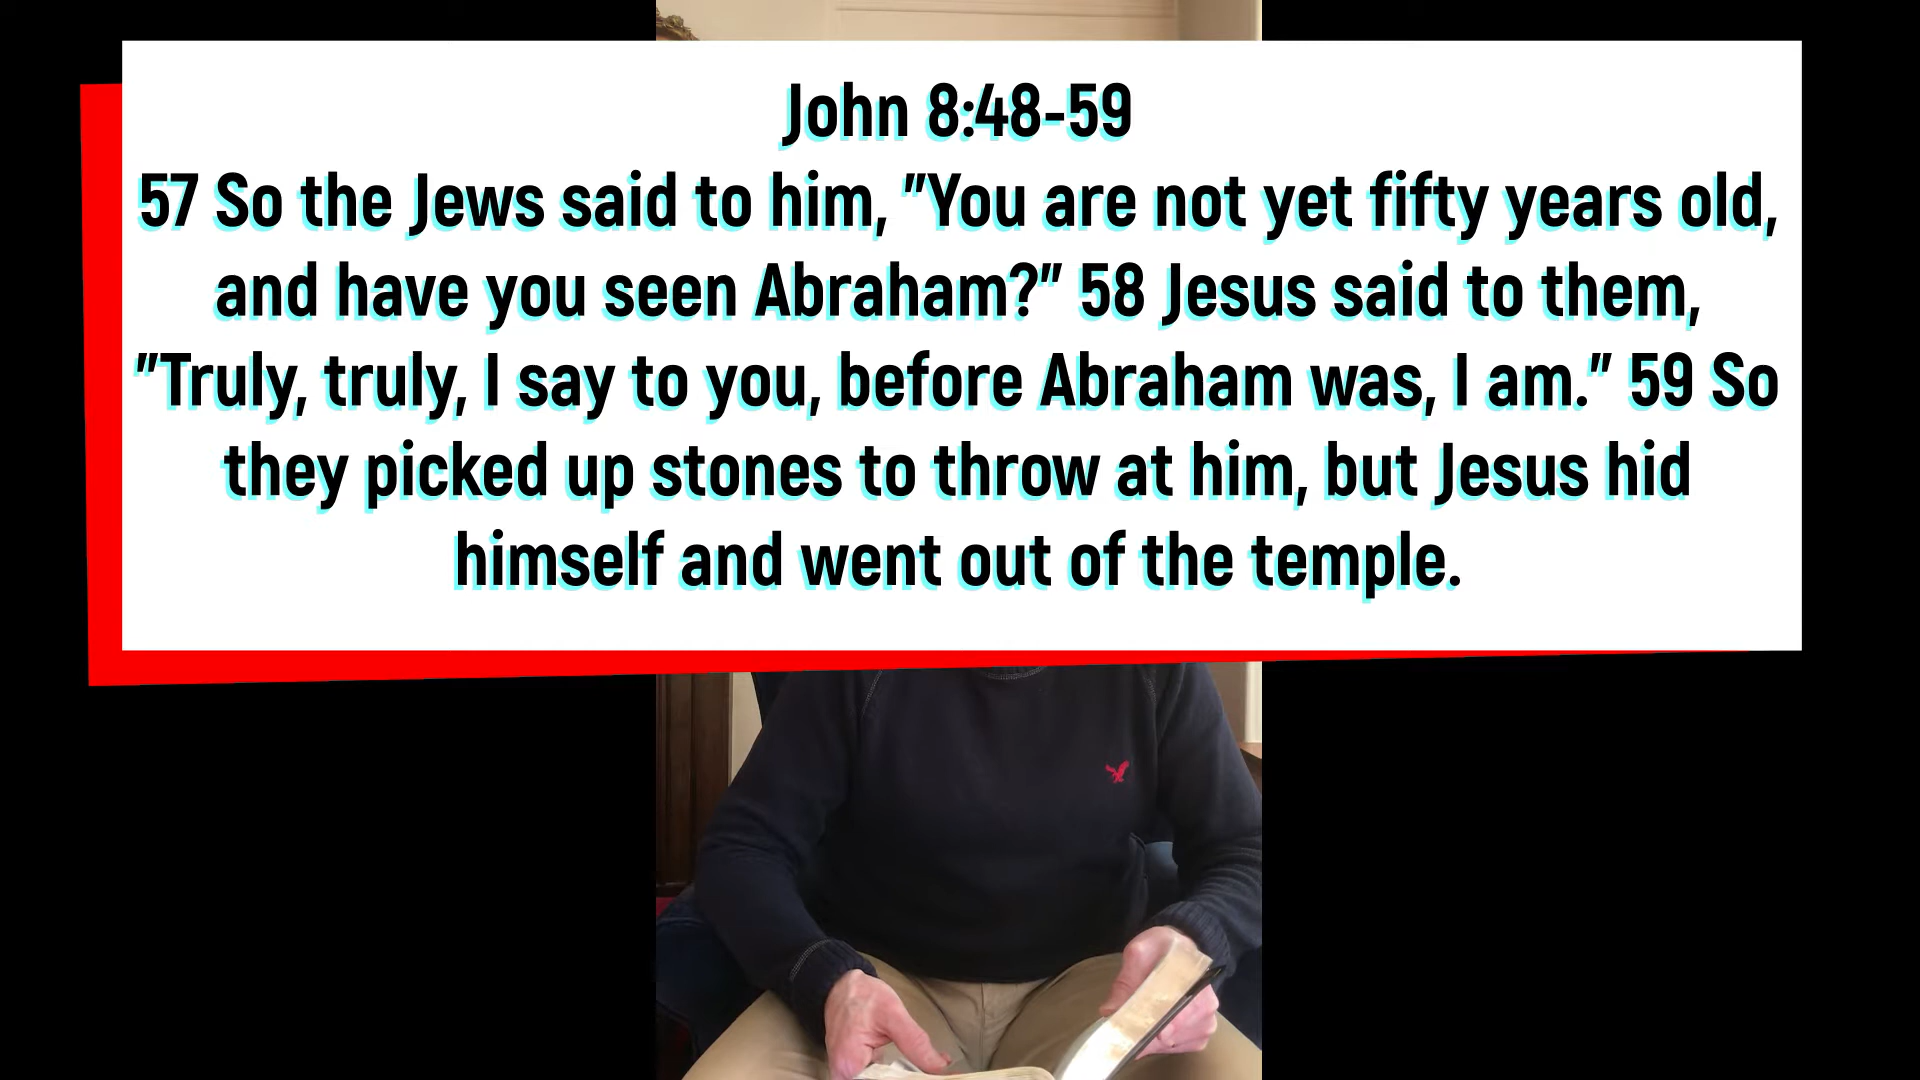 John 8:48-59
57 So the Jews said to him, "You are not yet fifty years old,
and have you seen Abraham?" 58 Jesus said to them,
"Truly, truly, I say to you, before Abraham was, I am." 59 So
they picked up stones to throw at him, but Jesus hid
himself and went out of the temple.